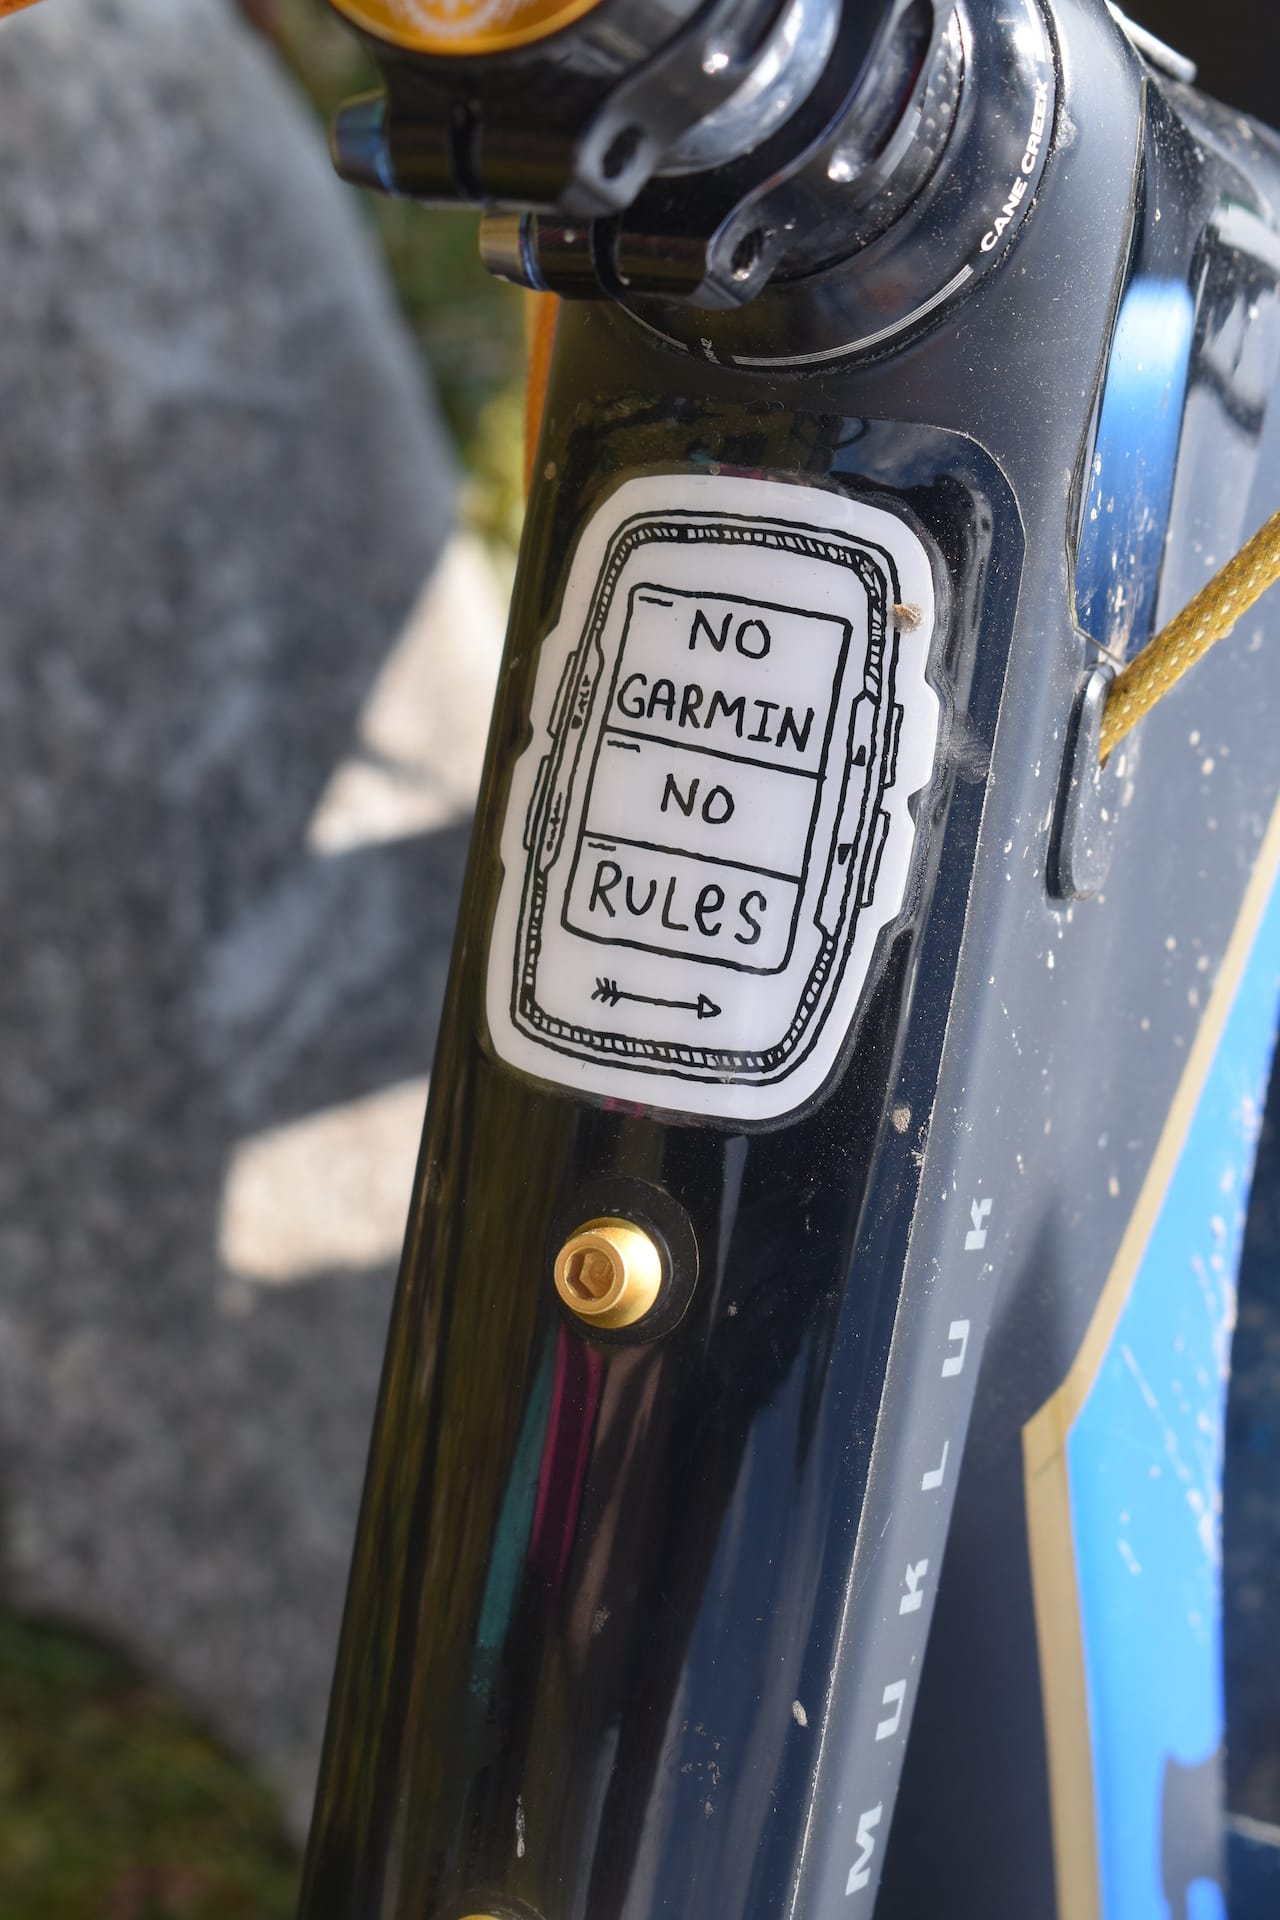 CANE CREEK
NO
GARMIN
NO
RULeS
MUKLUK